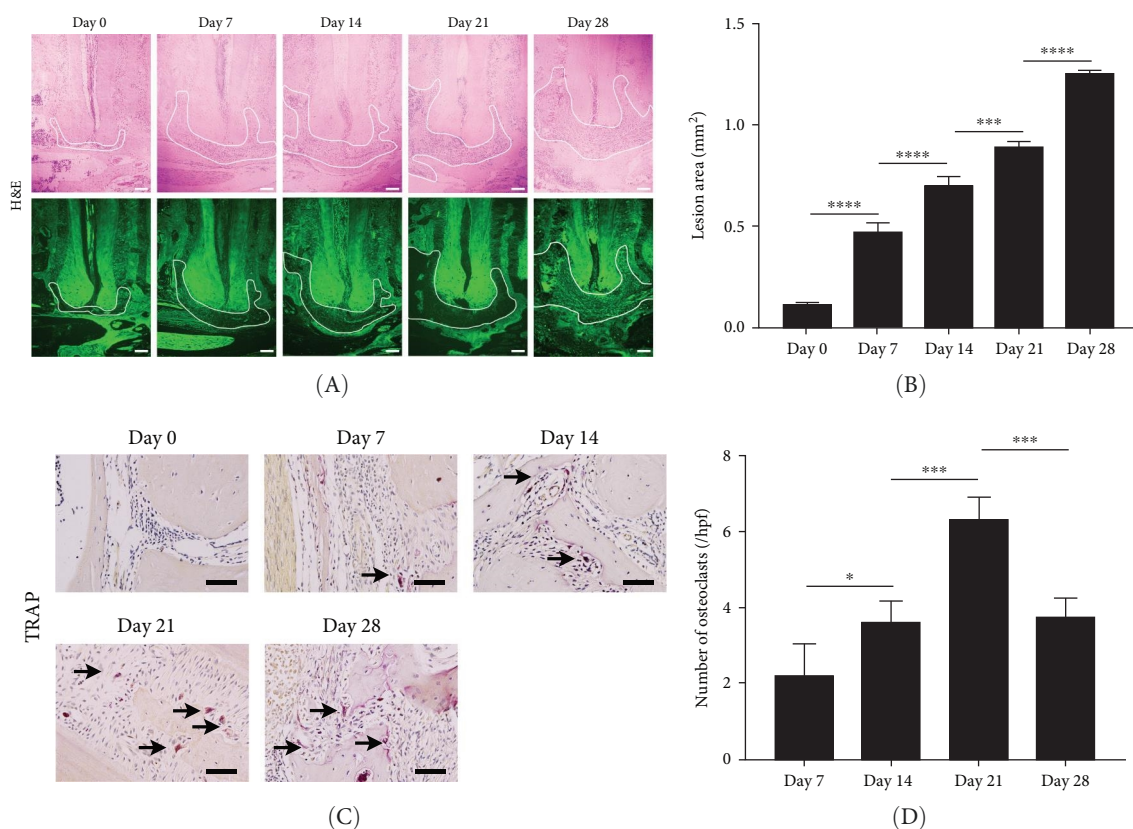 Day 0 Day 7 Day 14 Day 21 Day 28
H&E
(A)
Lesion area (mm²)
1.5
1.0
0.5
0.0
****
****
***
****
Day 0 Day 7 Day 14 Day 21 Day 28
(B)
Day 0 Day 7 Day 14
TRAP
Day 21 Day 28
(C)
Number of osteoclasts (/hpf)
8
6
4
2
0
*
***
***
Day 7 Day 14 Day 21 Day 28
(D)